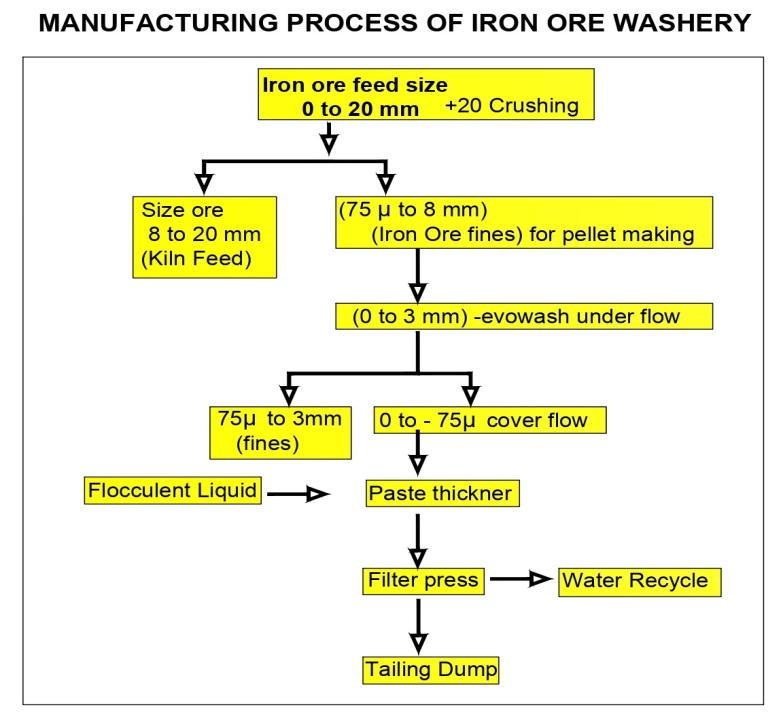 MANUFACTURING PROCESS OF IRON ORE WASHERY
Iron ore feed size
0 to 20 mm +20 Crushing
Size ore
8 to 20 mm
(Kiln Feed)
(75 µ to 8 mm)
(Iron Ore fines) for pellet making
(0 to 3 mm) -evowash under flow
75µ to 3mm
(fines)
0 to - 75µ cover flow
Flocculent Liquid
Paste thickner
Filter press
Water Recycle
Tailing Dump